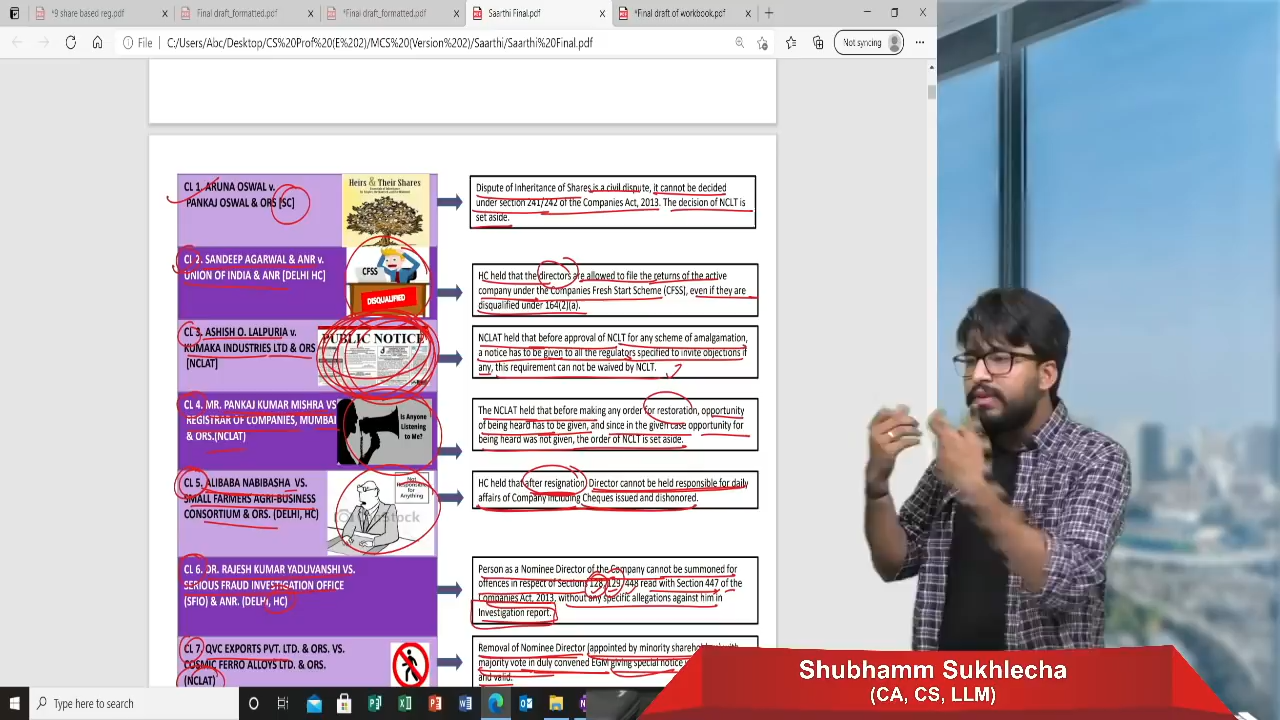 *9 share based reg.pdf
Final draft_formatted.pdf
*Final draft_formatted.pdf
Saarthi Final.pdf
*Final draft of workbook.pdf
File
C:/Users/Abc/Desktop/CS%20Prof(E%202)/MCS%20(Version%202)/Saarthi/Saarthi%20Final.pdf
Not syncing
CL 1. ARUNA OSWAL v.
PANKAJ OSWAL & ORS [SC]
Heirs & Their Shares
Dispute of Inheritance of Shares is a civil dispute, it cannot be decided
under section 241/242 of the Companies Act, 2013. The decision of NCLT is
set aside.
CL 2. SANDEEP AGARWAL & ANR v.
UNION OF INDIA & ANR [DELHI HC]
CFSS
DISQUALIFIED
HC held that the directors are allowed to file the returns of the active
company under the Companies Fresh Start Scheme (CFSS), even if they are
disqualified under 164(2)(a).
CL 3. ASHISH O. LALPURIA v.
KUMAKA INDUSTRIES LTD & ORS
[NCLAT]
PUBLIC NOTICE
NCLAT held that before approval of NCLT for any scheme of amalgamation,
a notice has to be given to all the regulators specified to invite objections if
any, this requirement can not be waived by NCLT.
CL 4. MR. PANKAJ KUMAR MISHRA VS
REGISTRAR OF COMPANIES, MUMBAI
& ORS.(NCLAT)
Is Anyone
Listening
to Me?
The NCLAT held that before making any order for restoration, opportunity
of being heard has to be given, and since in the given case opportunity for
being heard was not given, the order of NCLT is set aside.
CL 5. ALIBABA NABIBASHA VS.
SMALL FARMERS AGRI-BUSINESS
CONSORTIUM & ORS. (DELHI, HC)
Not
Responsible for
Anything
HC held that after resignation Director cannot be held responsible for daily
affairs of Company including Cheques issued and dishonored.
CL 6. DR. RAJESH KUMAR YADUVANSHI VS.
SERIOUS FRAUD INVESTIGATION OFFICE
(SFIO) & ANR. (DELHI, HC)
Person as a Nominee Director of the Company cannot be summoned for
offences in respect of Sections 128/129/448 read with Section 447 of the
Companies Act, 2013, without any specific allegations against him in
Investigation report.
CL 7. QVC EXPORTS PVT. LTD. & ORS. VS.
COSMIC FERRO ALLOYS LTD. & ORS.
(NCLAT)
Removal of Nominee Director (appointed by minority
majority vote in duly convened EGM giving special notice
and valid.
Type here to search
Shubhamm Sukhlecha
(CA, CS, LLM)